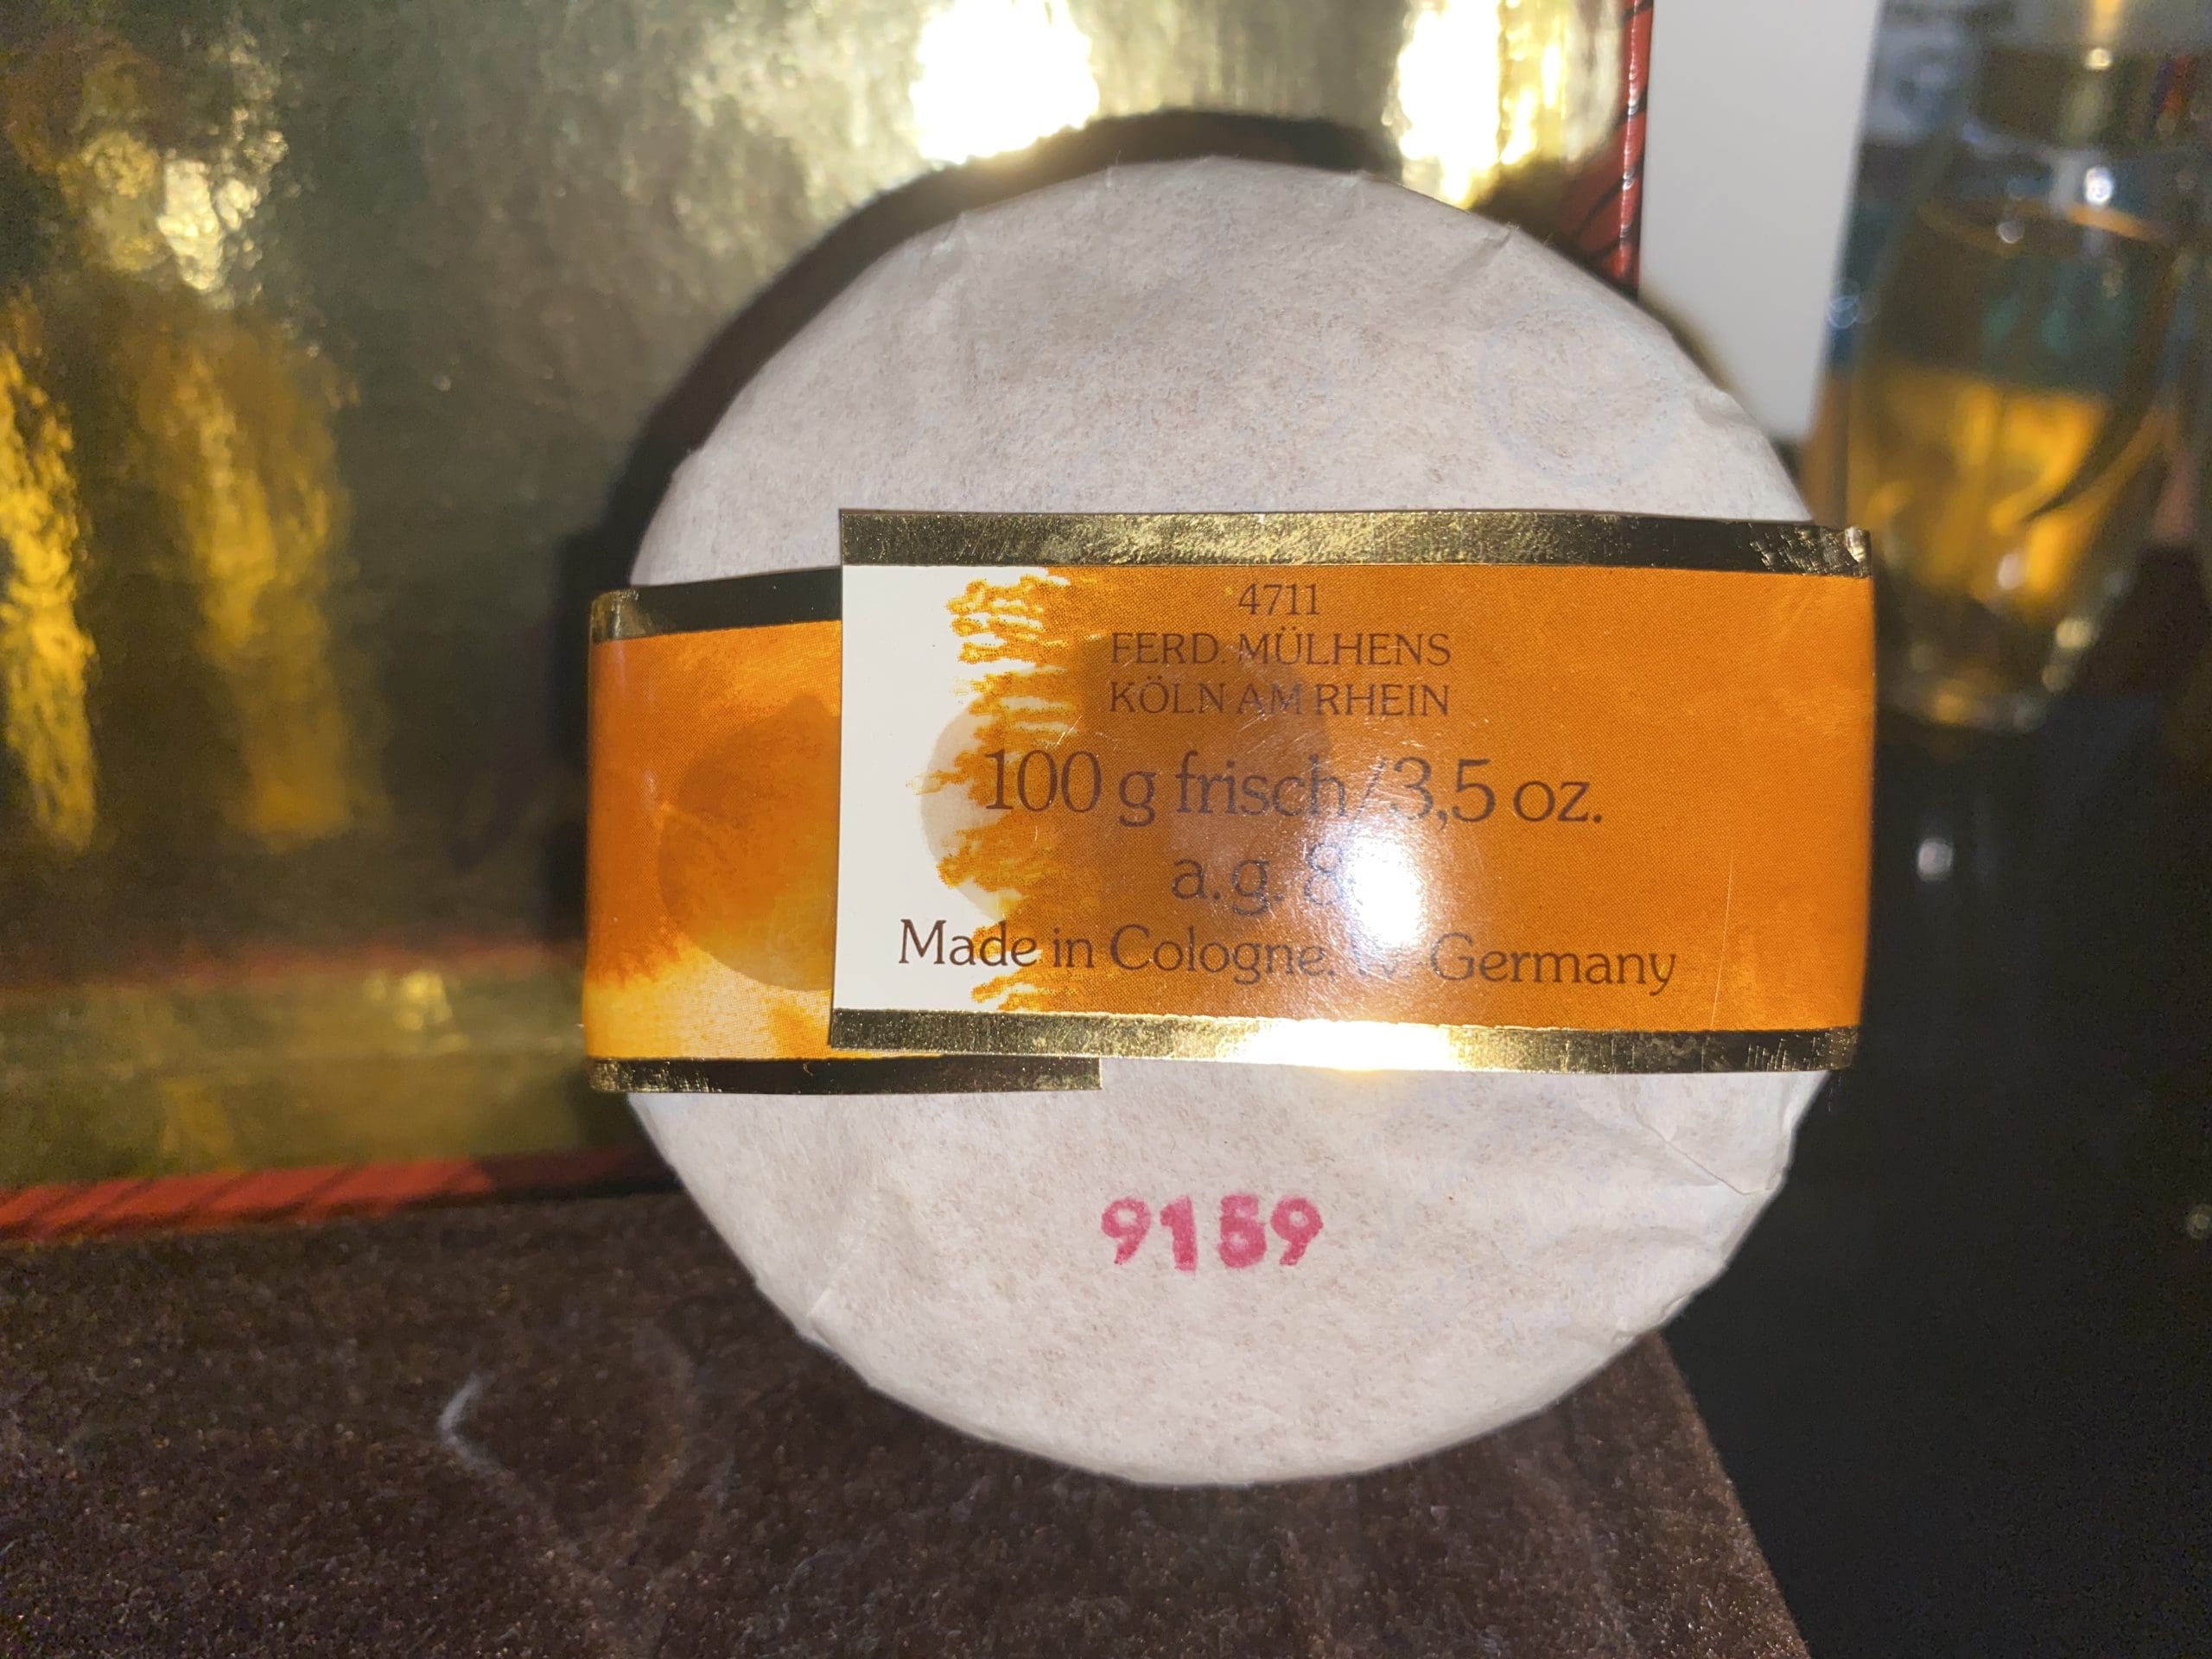 4711
FERD. MÜLHENS
KÖLN AM RHEIN
100 g frisch/3,5 oz.
a.g.
Made in Cologne, W. Germany
9159